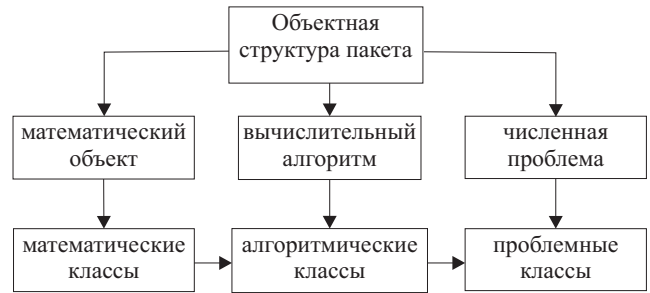 Объектная
структура пакета
математический
объект
вычислительный
алгоритм
численная
проблема
математические
классы
алгоритмические
классы
проблемные
классы